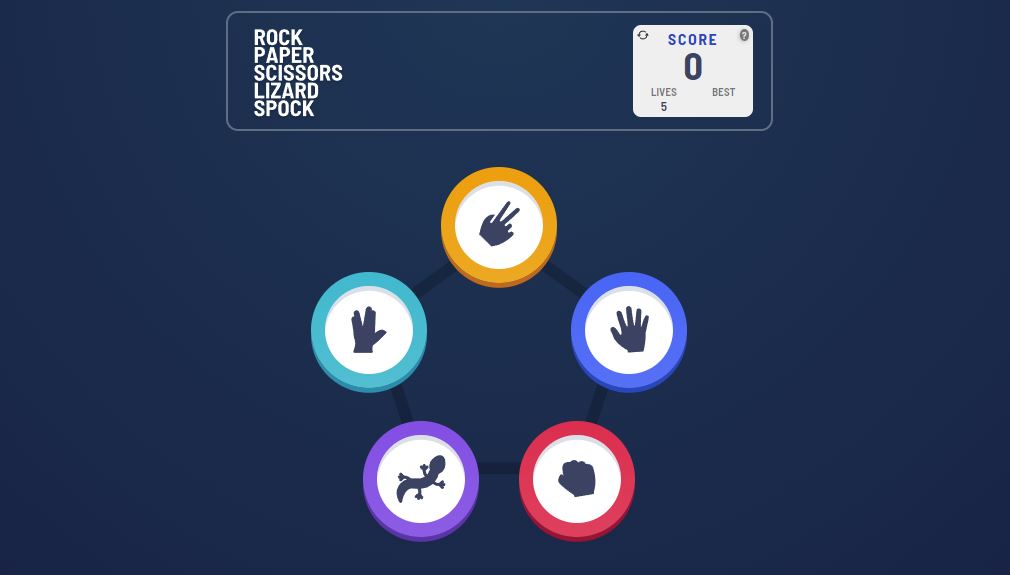 ROCK
PAPER
SCISSORS
LIZARD
SPOCK
SCORE
?
0
LIVES BEST
5